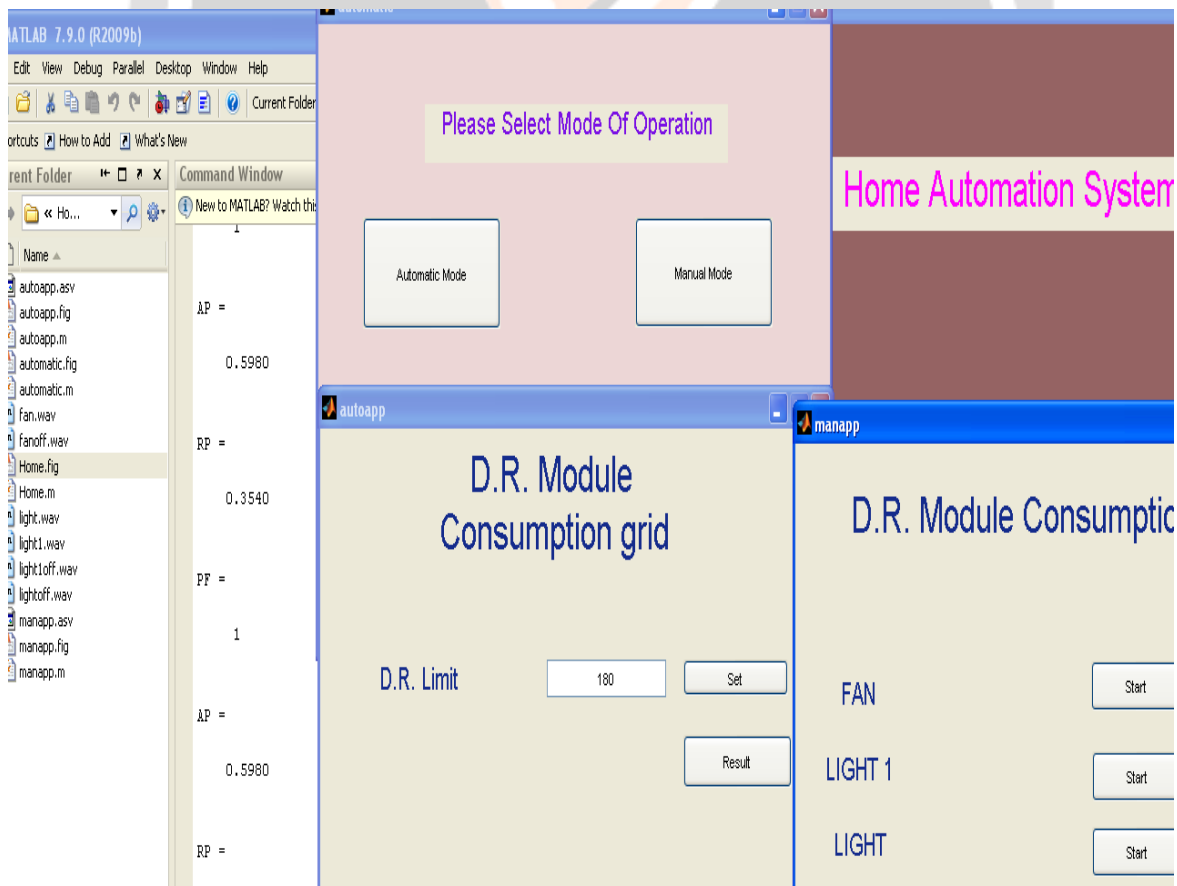 MATLAB 7.9.0 (R2009b)
Edit View Debug Parallel Desktop Window Help
Current Folder
How to Add What's New
Current Folder
« Ho...
Name
autoapp.asv
autoapp.fig
autoapp.m
automatic.fig
automatic.m
fan.wav
fanoff.wav
Home.fig
Home.m
light.wav
light1.wav
light1off.wav
lightoff.wav
manapp.asv
manapp.fig
manapp.m
Command Window
New to MATLAB? Watch this
1
AP =
0.5980
RP =
0.3540
PF =
1
AP =
0.5980
RP =
automatic
Please Select Mode Of Operation
Automatic Mode
Manual Mode
Home Automation System
autoapp
D.R. Module
Consumption grid
D.R. Limit
180
Set
Result
manapp
D.R. Module Consumptio
FAN
Start
LIGHT 1
Start
LIGHT
Start